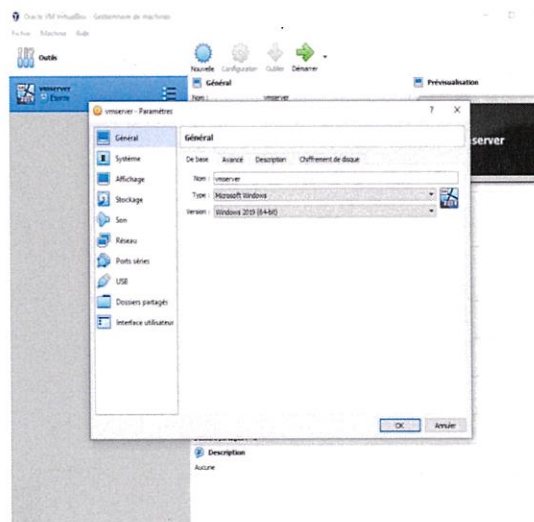 Oracle VM VirtualBox - Gestionnaire de machines
Fichier Machine Aide
Outils
Nouvelle Configuration Oublier Démarrer
vmserver
Éteinte
2019
Général
Nom : vmserver
Prévisualisation
vmserver - Paramètres ? X
Général
Système
Affichage
Stockage
Son
Réseau
Ports séries
USB
Dossiers partagés
Interface utilisateur
Général
De base Avancé Description Chiffrement de disque
Nom : vmserver
Type : Microsoft Windows
Version : Windows 2019 (64-bit)
2019
server
OK Annuler
Description
Aucune